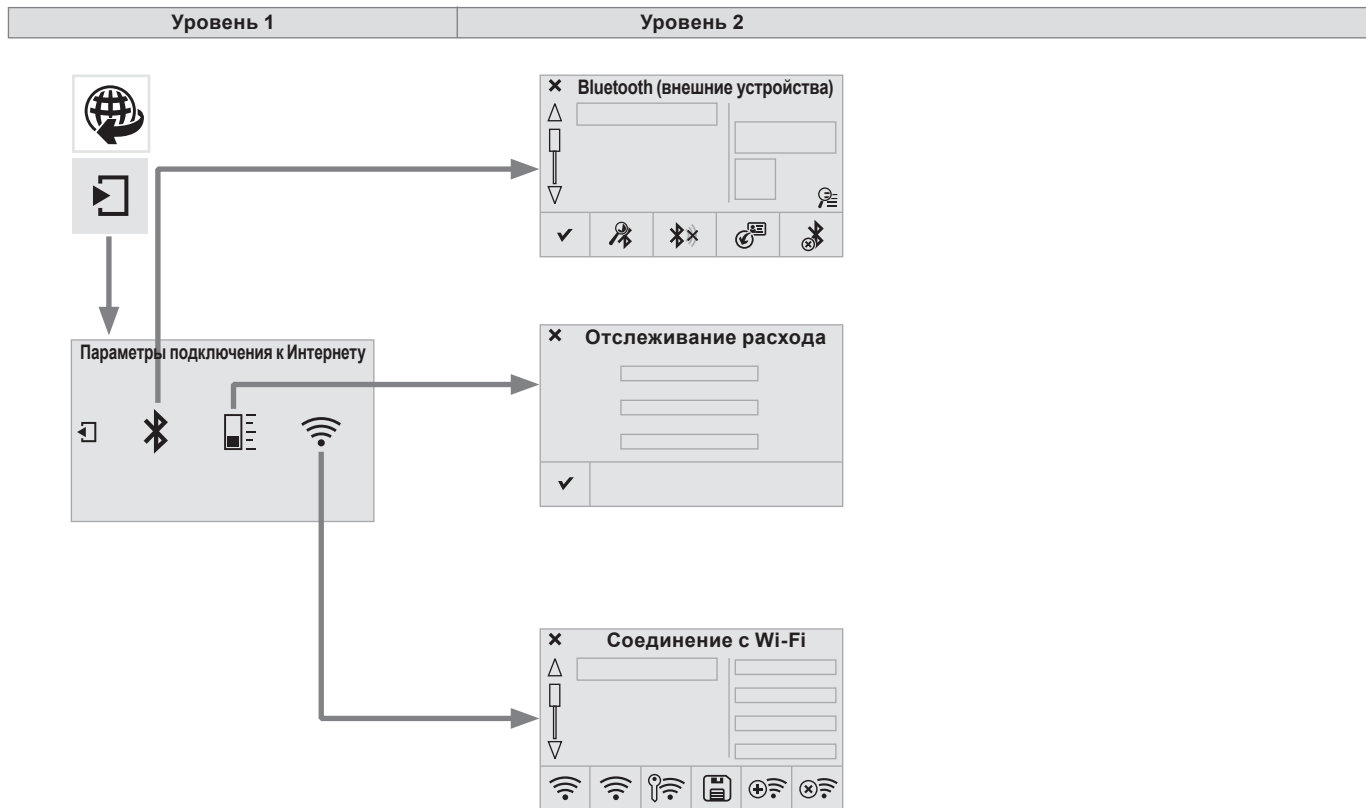 Уровень 1
Уровень 2
Bluetooth (внешние устройства)
Параметры подключения к Интернету
Отслеживание расхода
Соединение с Wi-Fi